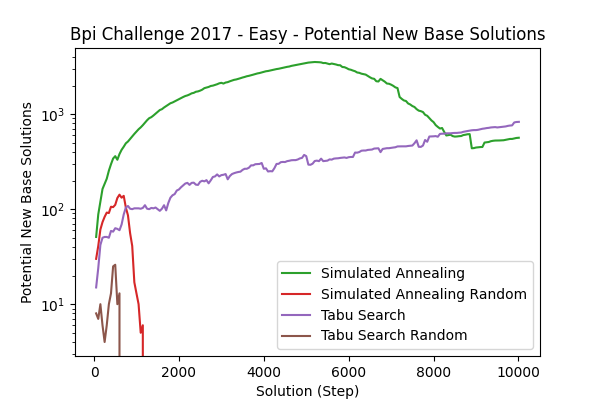 Bpi Challenge 2017 - Easy - Potential New Base Solutions
Potential New Base Solutions
10³
10²
10¹
Simulated Annealing
Simulated Annealing Random
Tabu Search
Tabu Search Random
0 2000 4000 6000 8000 10000
Solution (Step)